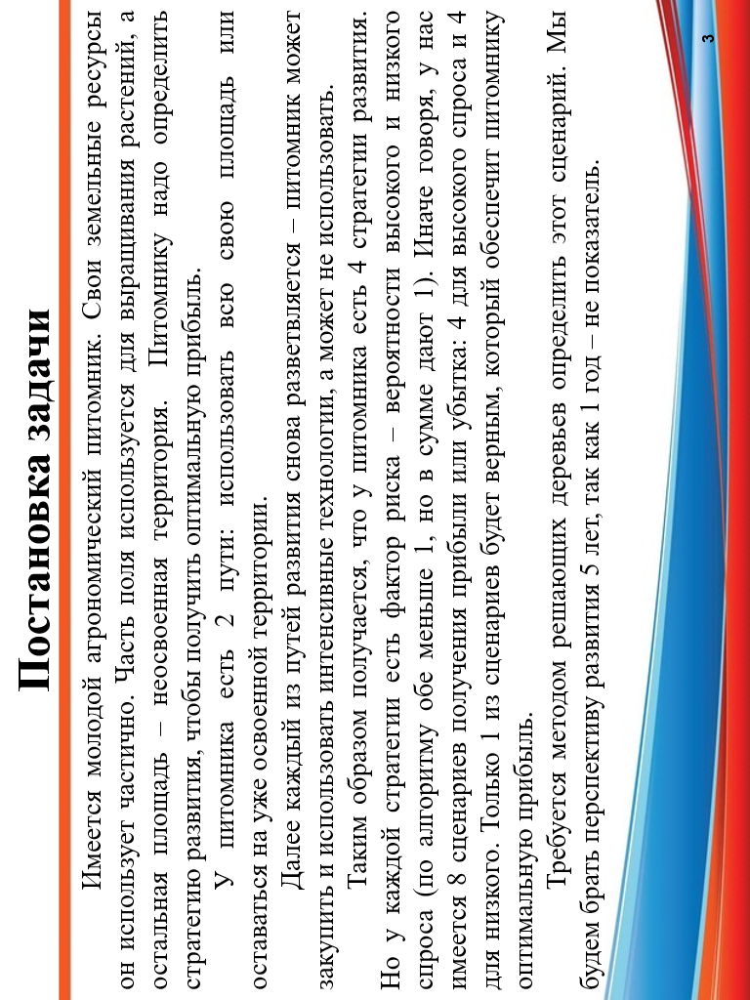 Постановка задачи
Имеется молодой агрономический питомник. Свои земельные ресурсы
он использует частично. Часть поля используется для выращивания растений, а
остальная площадь – неосвоенная территория. Питомнику надо определить
стратегию развития, чтобы получить оптимальную прибыль.
У питомника есть 2 пути: использовать всю свою площадь или
оставаться на уже освоенной территории.
Далее каждый из путей развития снова разветвляется – питомник может
закупить и использовать интенсивные технологии, а может не использовать.
Таким образом получается, что у питомника есть 4 стратегии развития.
Но у каждой стратегии есть фактор риска – вероятности высокого и низкого
спроса (по алгоритму обе меньше 1, но в сумме дают 1). Иначе говоря, у нас
имеется 8 сценариев получения прибыли или убытка: 4 для высокого спроса и 4
для низкого. Только 1 из сценариев будет верным, который обеспечит питомнику
оптимальную прибыль.
Требуется методом решающих деревьев определить этот сценарий. Мы
будем брать перспективу развития 5 лет, так как 1 год – не показатель.
3